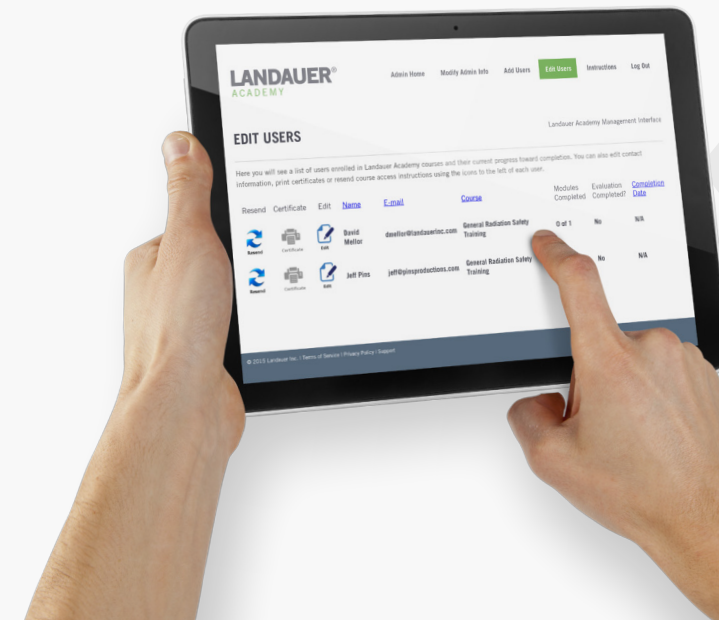 LANDAUER®
ACADEMY
Admin Home Modify Admin Info Add Users Edit Users Instructions Log Out
Landauer Academy Management Interface
EDIT USERS
Here you will see a list of users enrolled in Landauer Academy courses and their current progress toward completion. You can also edit contact
information, print certificates or resend course access instructions using the icons to the left of each user.
Resend Certificate Edit Name E-mail Course Modules Completed Evaluation Completed? Completion Date
Resend Certificate Edit David Mellor dmellor@landauerinc.com General Radiation Safety Training 0 of 1 No N/A
Resend Certificate Edit Jeff Pins jeff@pinsproductions.com General Radiation Safety Training No N/A
© 2015 Landauer Inc. | Terms of Service | Privacy Policy | Support